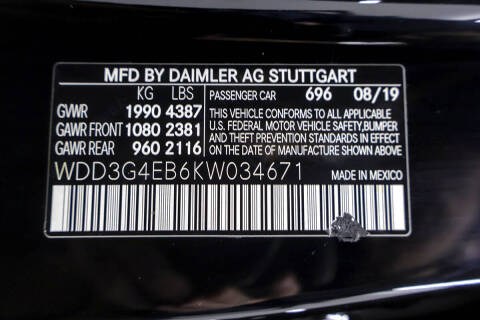 MFD BY DAIMLER AG STUTTGART
KG LBS PASSENGER CAR 696 08/19
GVWR 1990 4387 THIS VEHICLE CONFORMS TO ALL APPLICABLE
GAWR FRONT 1080 2381 U.S. FEDERAL MOTOR VEHICLE SAFETY, BUMPER
AND THEFT PREVENTION STANDARDS IN EFFECT
GAWR REAR 960 2116 ON THE DATE OF MANUFACTURE SHOWN ABOVE.
WDD3G4EB6KW034671 MADE IN MEXICO